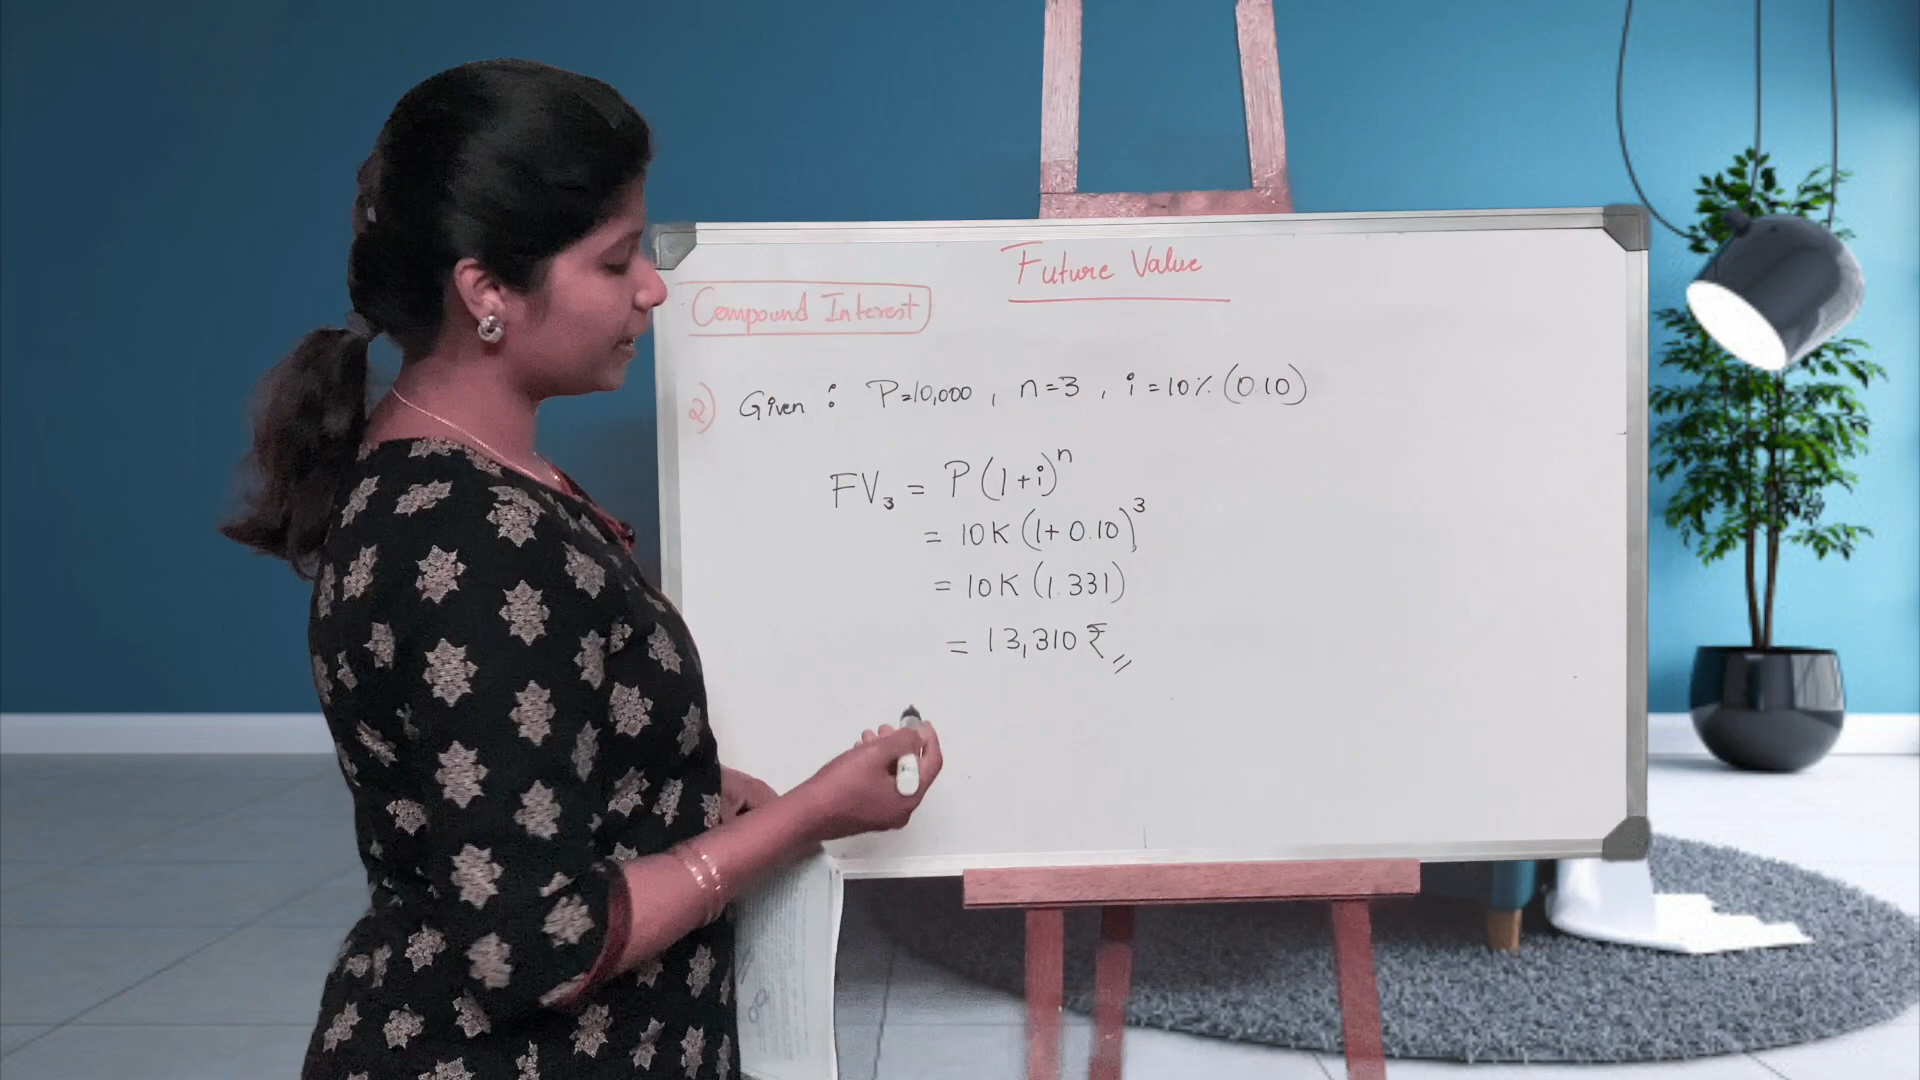 Future Value
Compound Interest
2) Given : P=10,000 , n=3 , i=10% (0.10)
FV₃ = P(1+i)ⁿ
= 10K (1+0.10)³
= 10K (1.331)
= 13,310 ₹